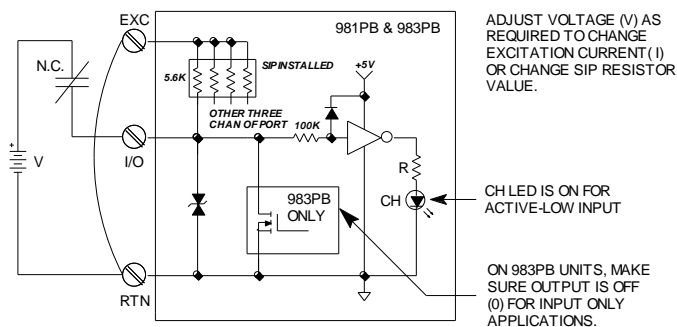 EXC
981PB & 983PB
ADJUST VOLTAGE (V) AS
REQUIRED TO CHANGE
EXCITATION CURRENT( I )
OR CHANGE SIP RESISTOR
VALUE.
N.C.
+5V
SIP INSTALLED
5.6K
OTHER THREE
CHAN OF PORT
100K
+
V
I/O
R
983PB
ONLY
CH
CH LED IS ON FOR
ACTIVE-LOW INPUT
RTN
ON 983PB UNITS, MAKE
SURE OUTPUT IS OFF
(0) FOR INPUT ONLY
APPLICATIONS.